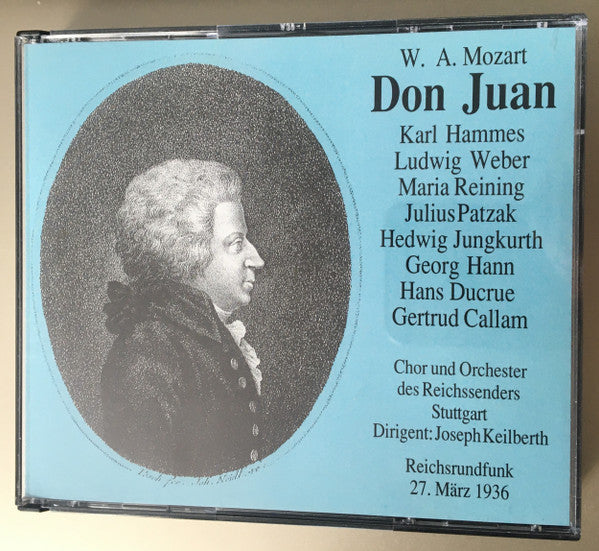 W. A. Mozart
Don Juan
Karl Hammes
Ludwig Weber
Maria Reining
Julius Patzak
Hedwig Jungkurth
Georg Hann
Hans Ducrue
Gertrud Callam
Chor und Orchester
des Reichssenders
Stuttgart
Dirigent: Joseph Keilberth
Reichsrundfunk
27. März 1936